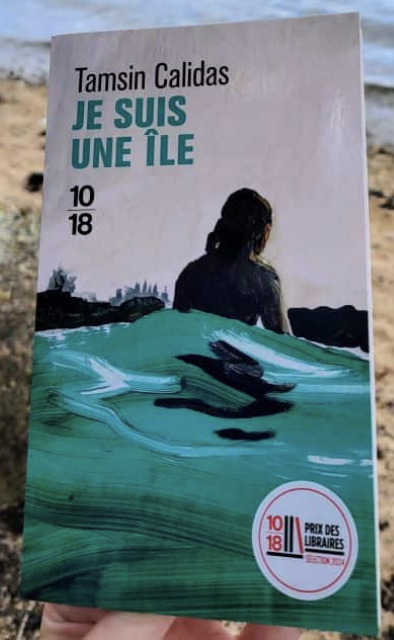 Tamsin Calidas
JE SUIS
UNE ÎLE
10
18
10
18
PRIX DES
LIBRAIRES
SÉLECTION 2024